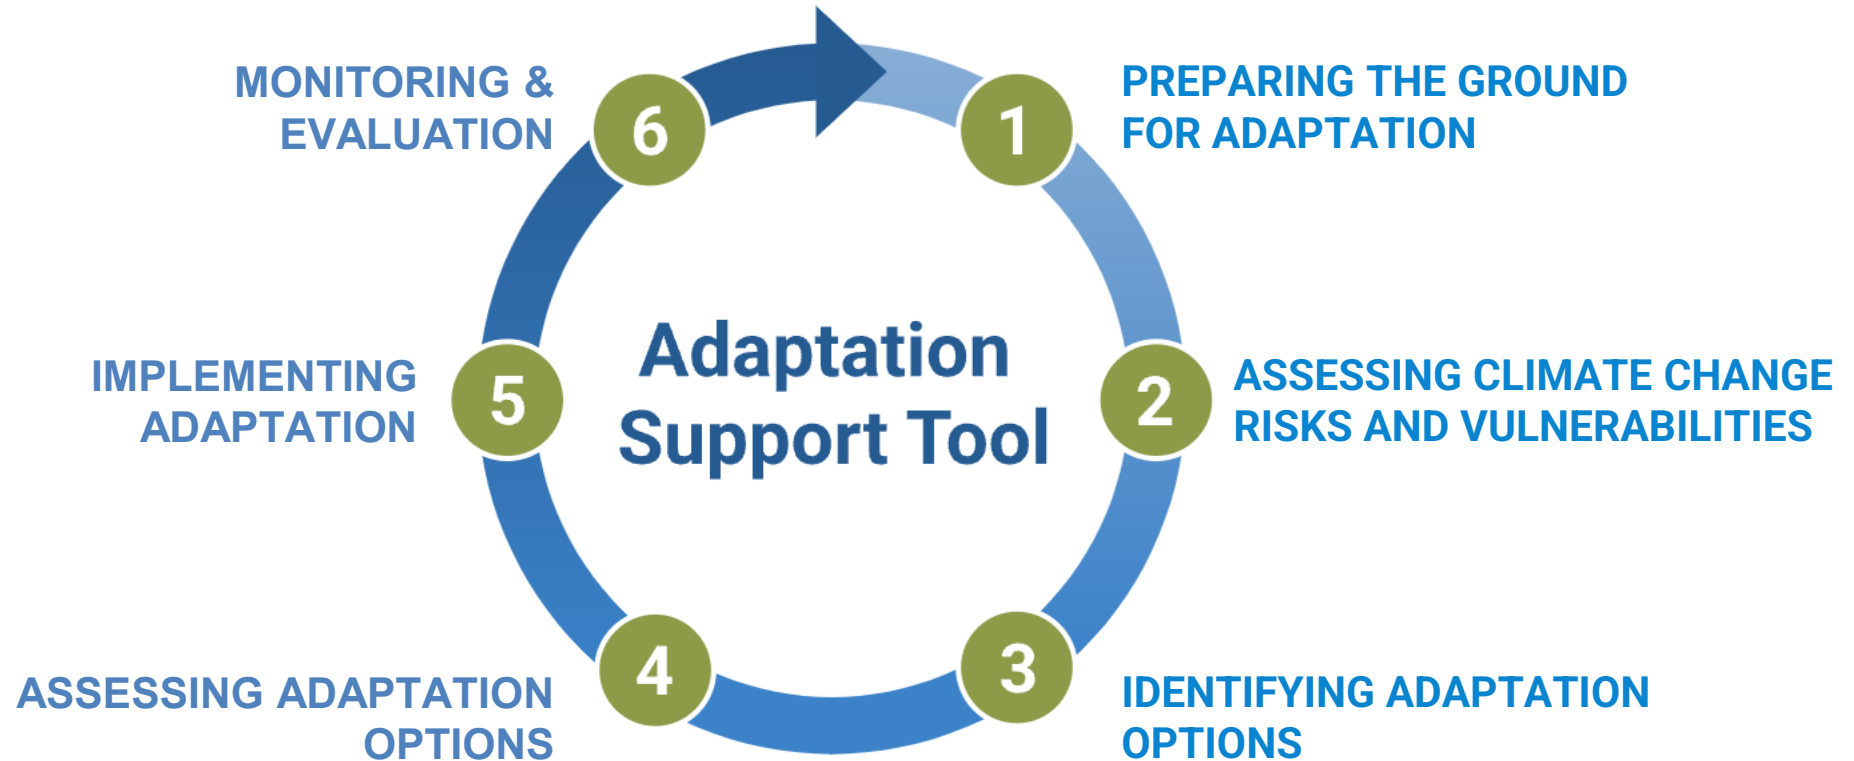 Adaptation
Support Tool
1
PREPARING THE GROUND
FOR ADAPTATION
2
ASSESSING CLIMATE CHANGE
RISKS AND VULNERABILITIES
3
IDENTIFYING ADAPTATION
OPTIONS
4
ASSESSING ADAPTATION
OPTIONS
5
IMPLEMENTING
ADAPTATION
6
MONITORING &
EVALUATION